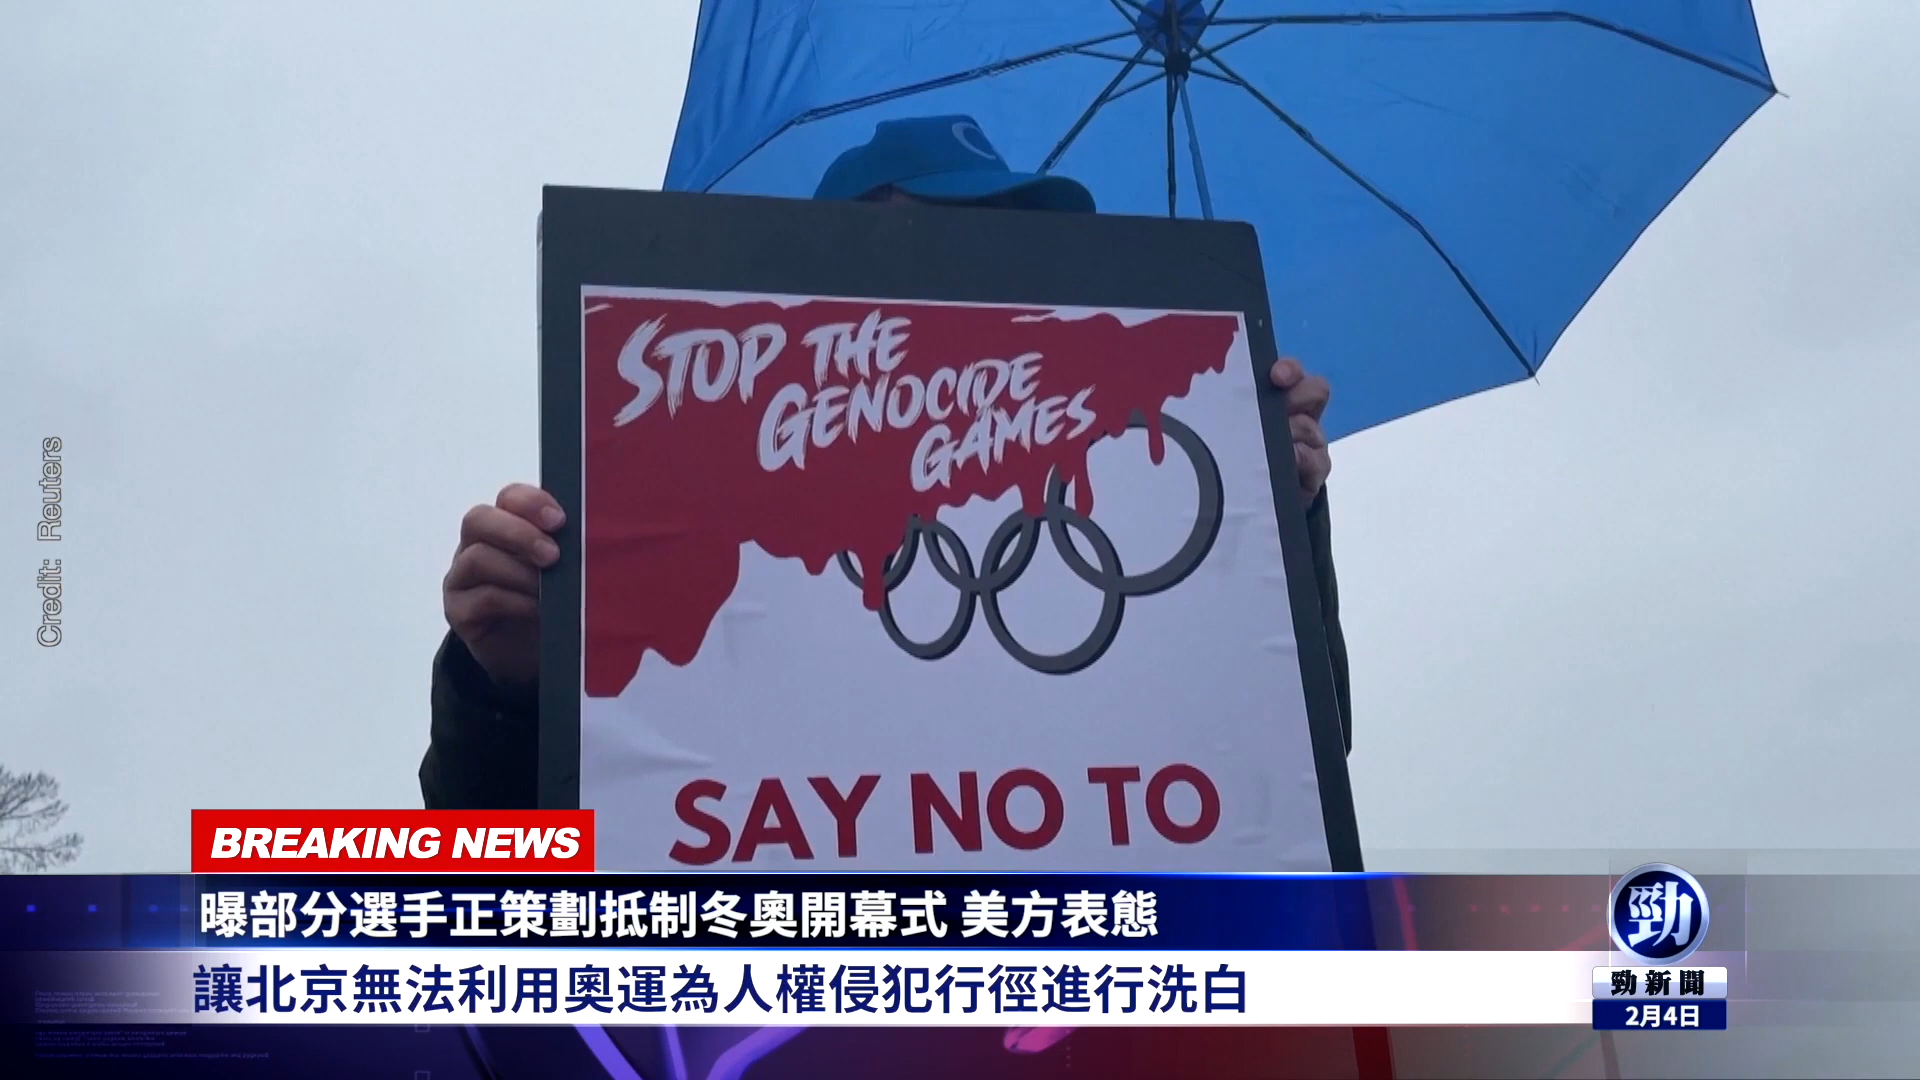 STOP THE
GENOCIDE
GAMES
SAY NO TO
Credit: Reuters
BREAKING NEWS
曝部分選手正策劃抵制冬奧開幕式 美方表態
讓北京無法利用奧運為人權侵犯行徑進行洗白
勁
勁新聞
2月4日